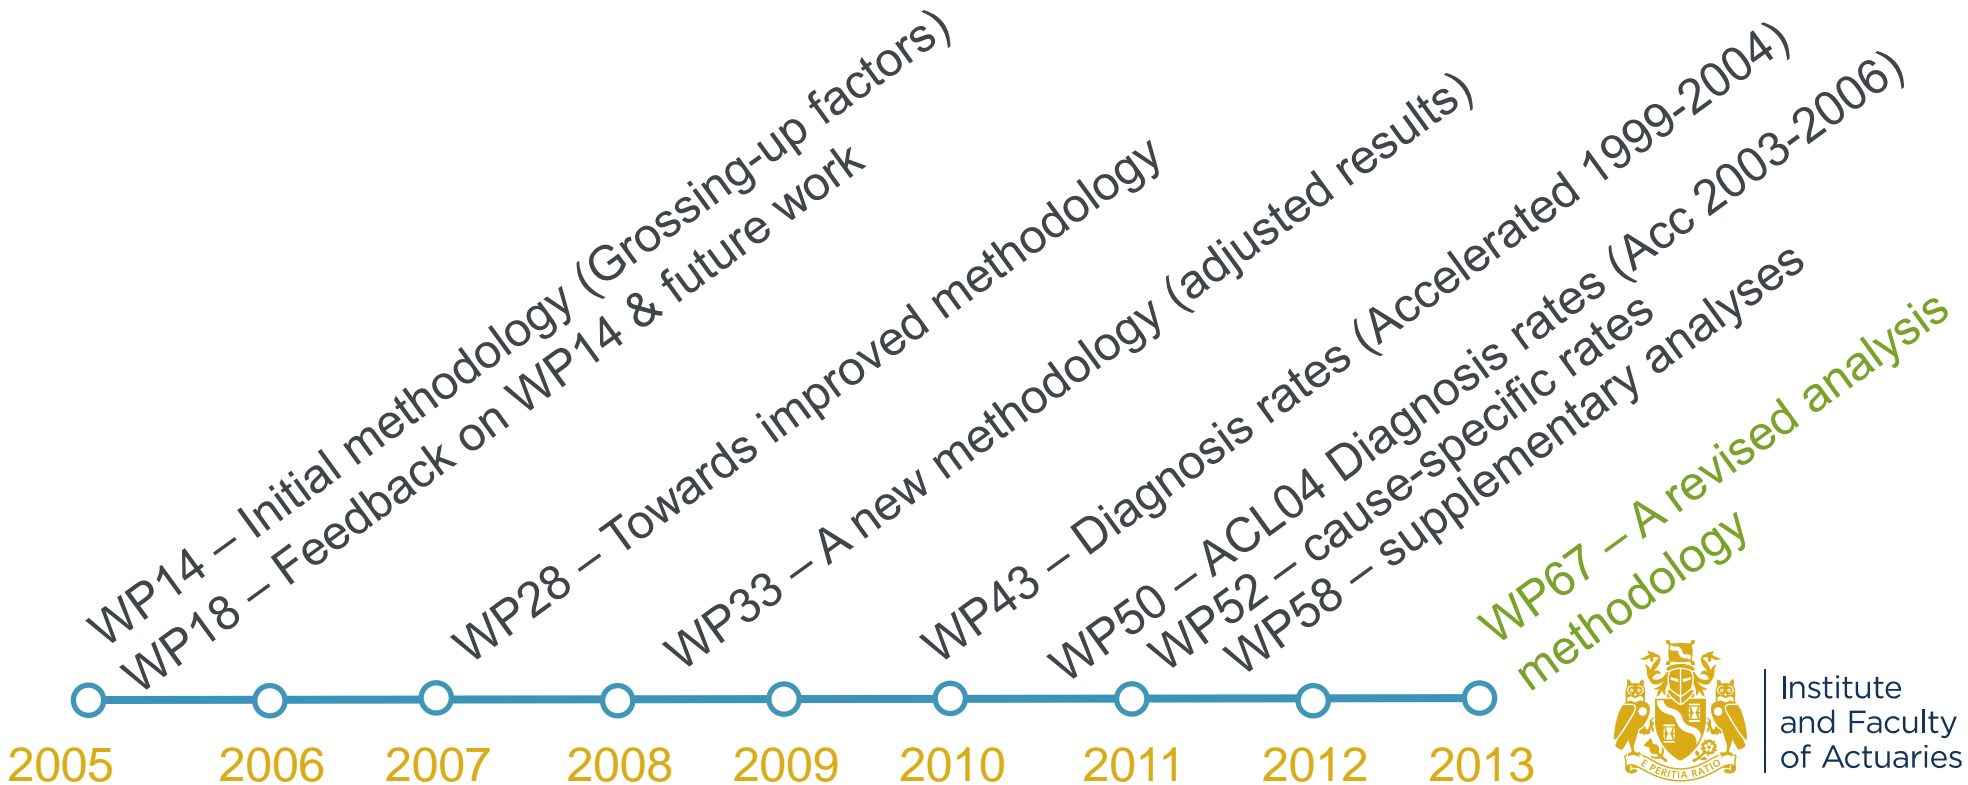 WP14 – Initial methodology (Grossing-up factors)
WP18 – Feedback on WP14 & future work
WP28 – Towards improved methodology
WP33 – A new methodology (adjusted results)
WP43 – Diagnosis rates (Accelerated 1999-2004)
WP50 – ACL04 Diagnosis rates (Acc 2003-2006)
WP52 – cause-specific rates
WP58 – supplementary analyses
WP67 – A revised analysis
methodology
2005
2006
2007
2008
2009
2010
2011
2012
2013
E PERITIA RATIO
Institute
and Faculty
of Actuaries